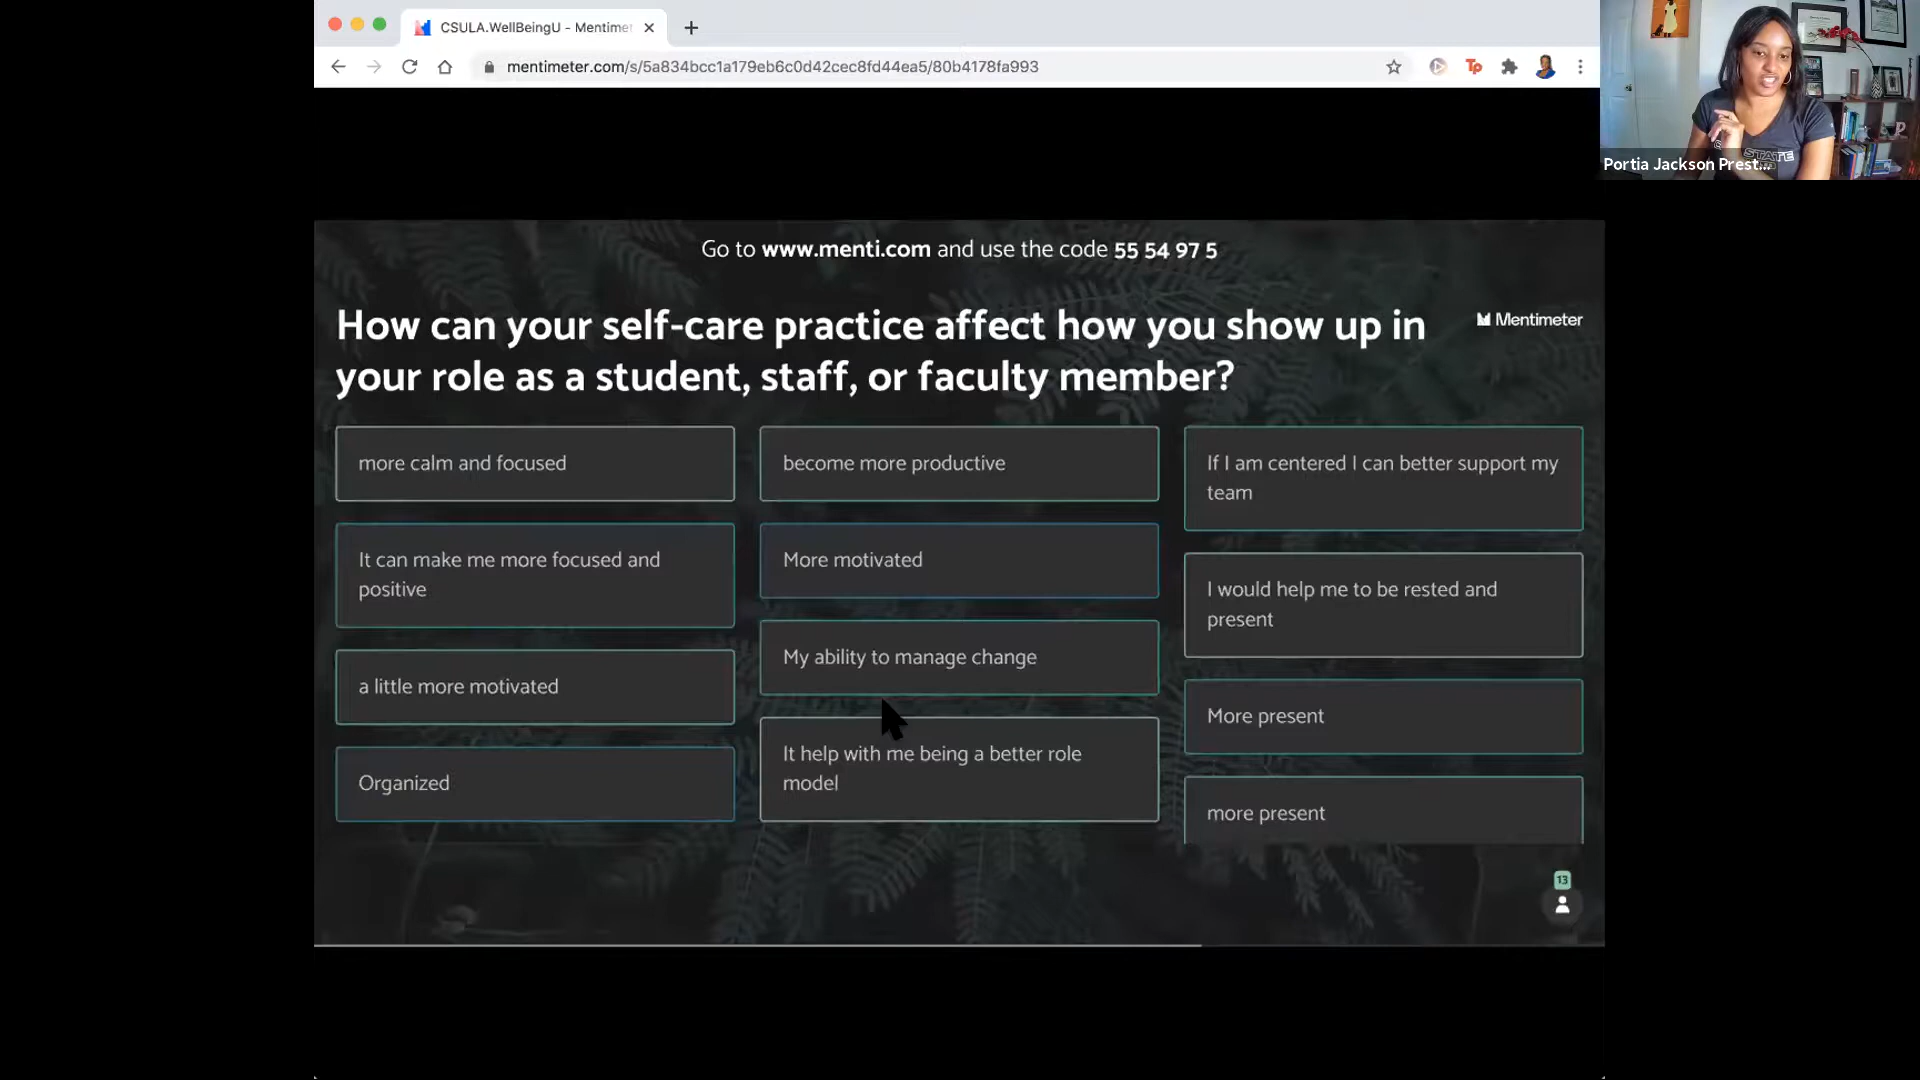 CSULA.WellBeingU - Mentimet
mentimeter.com/s/5a834bcc1a179eb6c0d42cec8fd44ea5/80b4178fa993
Tp
STATE
Portia Jackson Prest...
Go to www.menti.com and use the code 55 54 97 5
How can your self-care practice affect how you show up in
your role as a student, staff, or faculty member?
Mentimeter
more calm and focused
It can make me more focused and
positive
a little more motivated
Organized
become more productive
More motivated
My ability to manage change
It help with me being a better role
model
If I am centered I can better support my
team
I would help me to be rested and
present
More present
more present
13